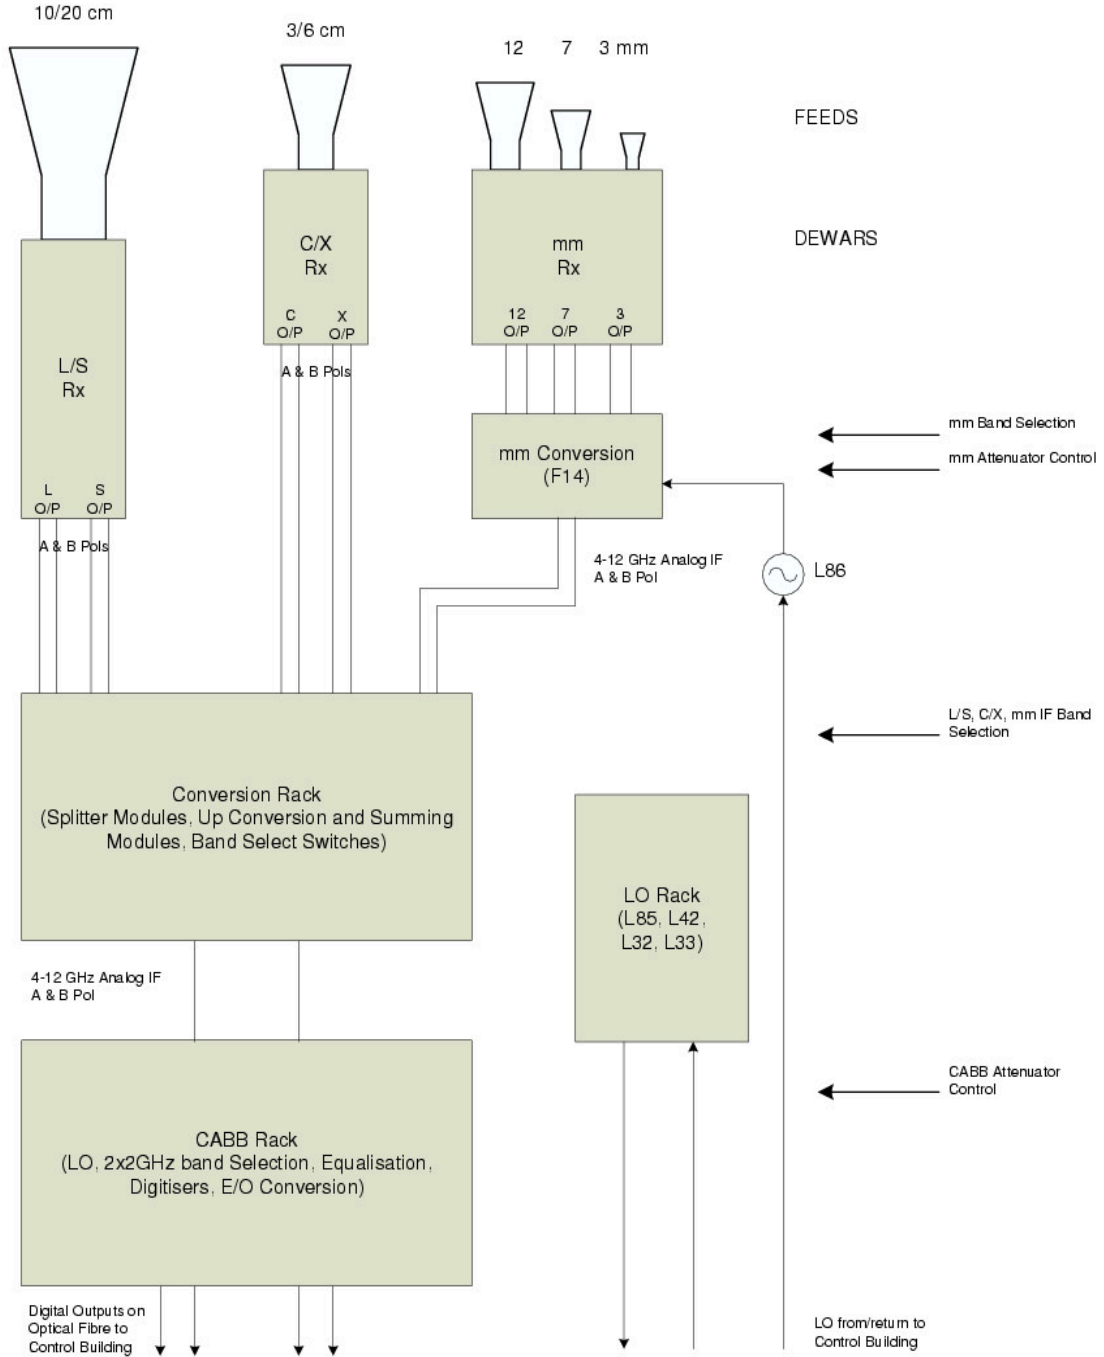 10/20 cm
3/6 cm
12 7 3 mm
FEEDS
DEWARS
C/X
Rx
mm
Rx
C X
O/P O/P
12 7 3
O/P O/P O/P
L/S
Rx
A & B Pols
mm Band Selection
mm Conversion
(F14)
mm Attenuator Control
L S
O/P O/P
A & B Pols
4-12 GHz Analog IF
A & B Pol
L86
L/S, C/X, mm IF Band
Selection
Conversion Rack
(Splitter Modules, Up Conversion and Summing
Modules, Band Select Switches)
LO Rack
(L85, L42,
L32, L33)
4-12 GHz Analog IF
A & B Pol
CABB Attenuator
Control
CABB Rack
(LO, 2x2GHz band Selection, Equalisation,
Digitisers, E/O Conversion)
Digital Outputs on
Optical Fibre to
Control Building
LO from/return to
Control Building